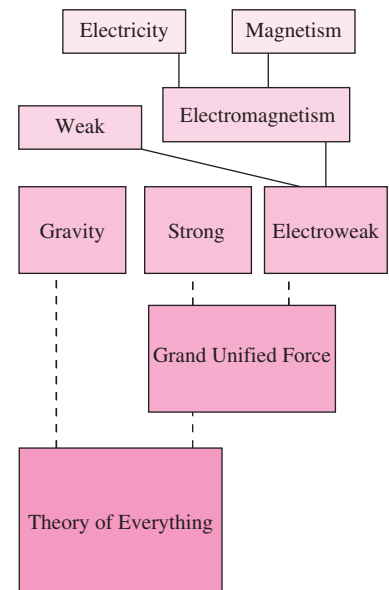 Electricity
Magnetism
Electromagnetism
Weak
Gravity
Strong
Electroweak
Grand Unified Force
Theory of Everything